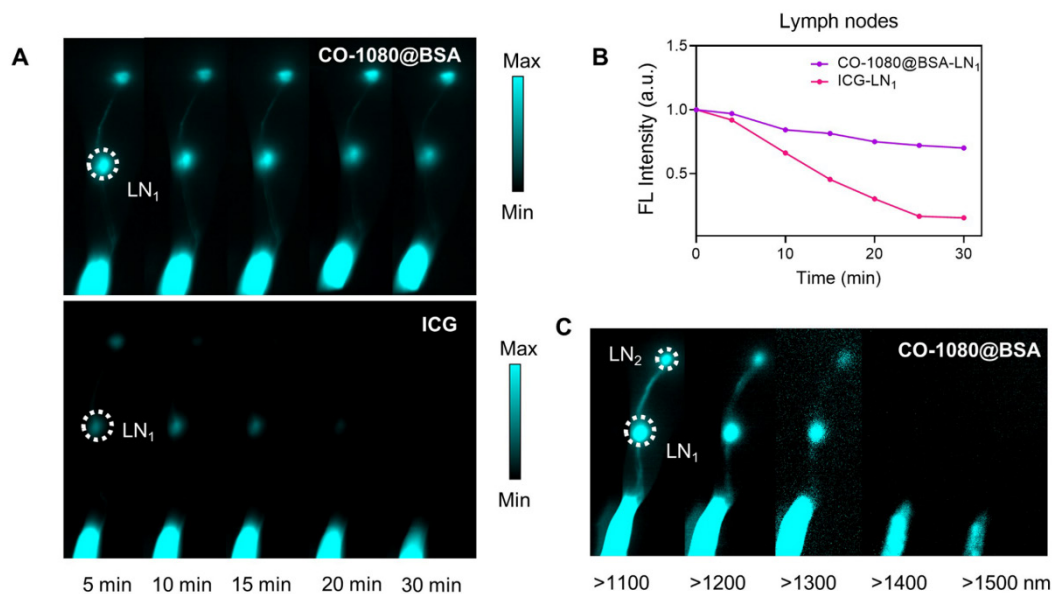 A
CO-1080@BSA
LN₁
Max
Min
ICG
LN₁
Max
Min
5 min 10 min 15 min 20 min 30 min
B
Lymph nodes
1.5
1.0
0.5
FL Intensity (a.u.)
CO-1080@BSA-LN₁
ICG-LN₁
0 10 20 30
Time (min)
C
LN₂
CO-1080@BSA
LN₁
>1100 >1200 >1300 >1400 >1500 nm